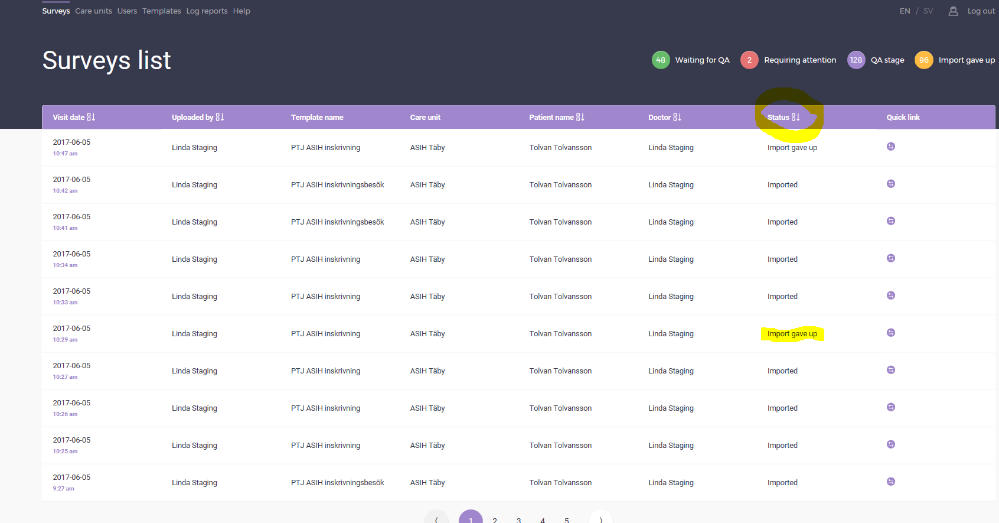 Surveys Care units Users Templates Log reports Help EN / SV Log out
Surveys list
48 Waiting for QA 2 Requiring attention 128 QA stage 96 Import gave up
Visit date Uploaded by Template name Care unit Patient name Doctor Status Quick link
2017-06-05
10:47 am Linda Staging PTJ ASIH inskrivning ASIH Täby Tolvan Tolvansson Linda Staging Import gave up
2017-06-05
10:42 am Linda Staging PTJ ASIH inskrivningsbesök ASIH Täby Tolvan Tolvansson Linda Staging Imported
2017-06-05
10:41 am Linda Staging PTJ ASIH inskrivningsbesök ASIH Täby Tolvan Tolvansson Linda Staging Imported
2017-06-05
10:34 am Linda Staging PTJ ASIH inskrivning ASIH Täby Tolvan Tolvansson Linda Staging Imported
2017-06-05
10:33 am Linda Staging PTJ ASIH inskrivning ASIH Täby Tolvan Tolvansson Linda Staging Imported
2017-06-05
10:29 am Linda Staging PTJ ASIH inskrivning ASIH Täby Tolvan Tolvansson Linda Staging Import gave up
2017-06-05
10:27 am Linda Staging PTJ ASIH inskrivning ASIH Täby Tolvan Tolvansson Linda Staging Imported
2017-06-05
10:26 am Linda Staging PTJ ASIH inskrivning ASIH Täby Tolvan Tolvansson Linda Staging Imported
2017-06-05
10:25 am Linda Staging PTJ ASIH inskrivning ASIH Täby Tolvan Tolvansson Linda Staging Imported
2017-06-05
9:27 am Linda Staging PTJ ASIH inskrivningsbesök ASIH Täby Tolvan Tolvansson Linda Staging Imported
1 2 3 4 5